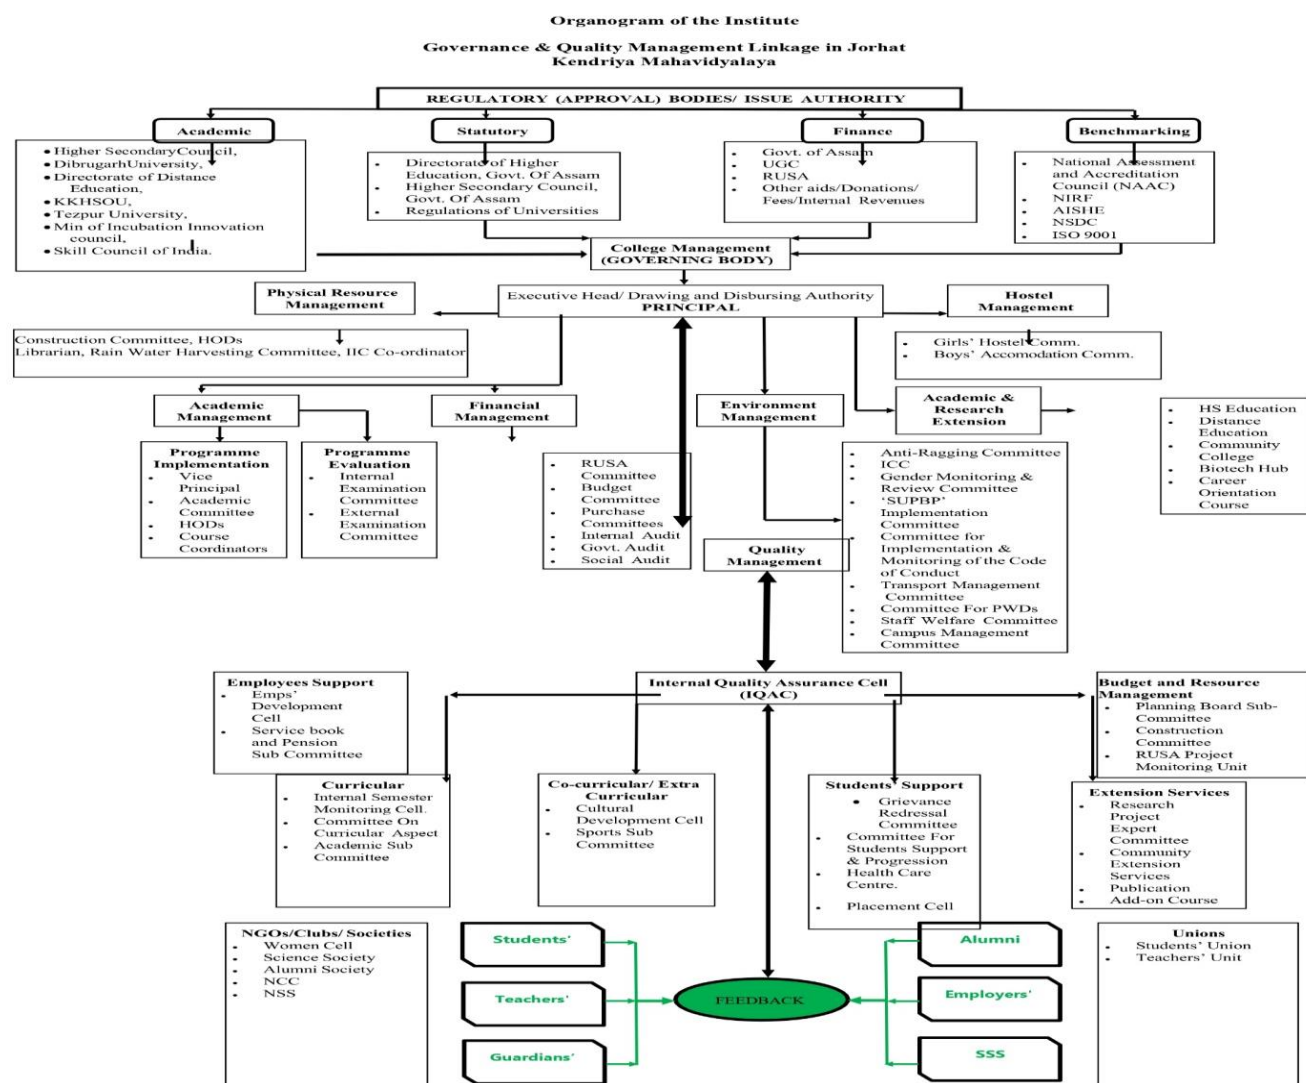 Organogram of the Institute
Governance & Quality Management Linkage in Jorhat
Kendriya Mahavidyalaya
REGULATORY (APPROVAL) BODIES/ ISSUE AUTHORITY
Academic
Statutory
Finance
Benchmarking
• Higher SecondaryCouncil,
• DibrugarhUniversity,
• Directorate of Distance
Education,
• KKHSOU,
• Tezpur University,
• Min of Incubation Innovation
council,
• Skill Council of India.
• Directorate of Higher
Education, Govt. Of Assam
• Higher Secondary Council,
Govt. Of Assam
• Regulations of Universities
• Govt. of Assam
• UGC
• RUSA
• Other aids/Donations/
Fees/Internal Revenues
• National Assessment
and Accreditation
Council (NAAC)
• NIRF
• AISHE
• NSDC
• ISO 9001
College Management
(GOVERNING BODY)
Physical Resource
Management
Executive Head/ Drawing and Disbursing Authority
PRINCIPAL
Hostel
Management
Construction Committee, HODs
Librarian, Rain Water Harvesting Committee, IIC Co-ordinator
• Girls' Hostel Comm.
• Boys' Accomodation Comm.
Academic
Management
Financial
Management
Environment
Management
Academic &
Research
Extension
• HS Education
• Distance
Education
• Community
College
• Biotech Hub
• Career
Orientation
Course
Programme
Implementation
• Vice
Principal
• Academic
Committee
• HODs
• Course
Coordinators
Programme
Evaluation
• Internal
Examination
Committee
• External
Examination
Committee
• RUSA
Committee
• Budget
Committee
• Purchase
Committees
• Internal Audit
• Govt. Audit
• Social Audit
• Anti-Ragging Committee
• ICC
• Gender Monitoring &
Review Committee
• 'SUPBP'
Implementation
Committee
• Committee for
Implementation &
Monitoring of the Code
of Conduct
• Transport Management
Committee
• Committee For PWDs
• Staff Welfare Committee
• Campus Management
Committee
Quality
Management
Internal Quality Assurance Cell
(IQAC)
Employees Support
• Emps'
Development
Cell
• Service book
and Pension
Sub Committee
Budget and Resource
Management
• Planning Board Sub-
Committee
• Construction
Committee
• RUSA Project
Monitoring Unit
Curricular
• Internal Semester
Monitoring Cell.
• Committee On
Curricular Aspect
• Academic Sub
Committee
Co-curricular/ Extra
Curricular
• Cultural
Development Cell
• Sports Sub
Committee
Students' Support
• Grievance
Redressal
Committee
• Committee For
Students Support
& Progression
• Health Care
Centre.
• Placement Cell
Extension Services
• Research
Project
Expert
Committee
• Community
Extension
Services
• Publication
• Add-on Course
NGOs/Clubs/ Societies
• Women Cell
• Science Society
• Alumni Society
• NCC
• NSS
Students'
Teachers'
Guardians'
FEEDBACK
Alumni
Employers'
SSS
Unions
• Students' Union
• Teachers' Unit